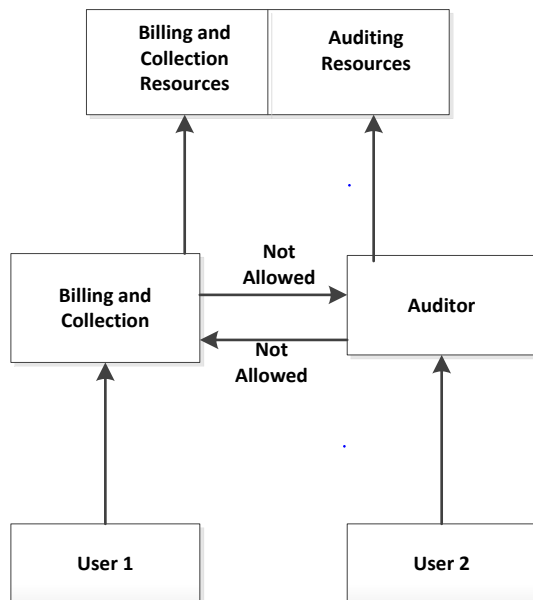 Billing and
Collection
Resources
Auditing
Resources
Not
Allowed
Billing and
Collection
Auditor
Not
Allowed
User 1
User 2